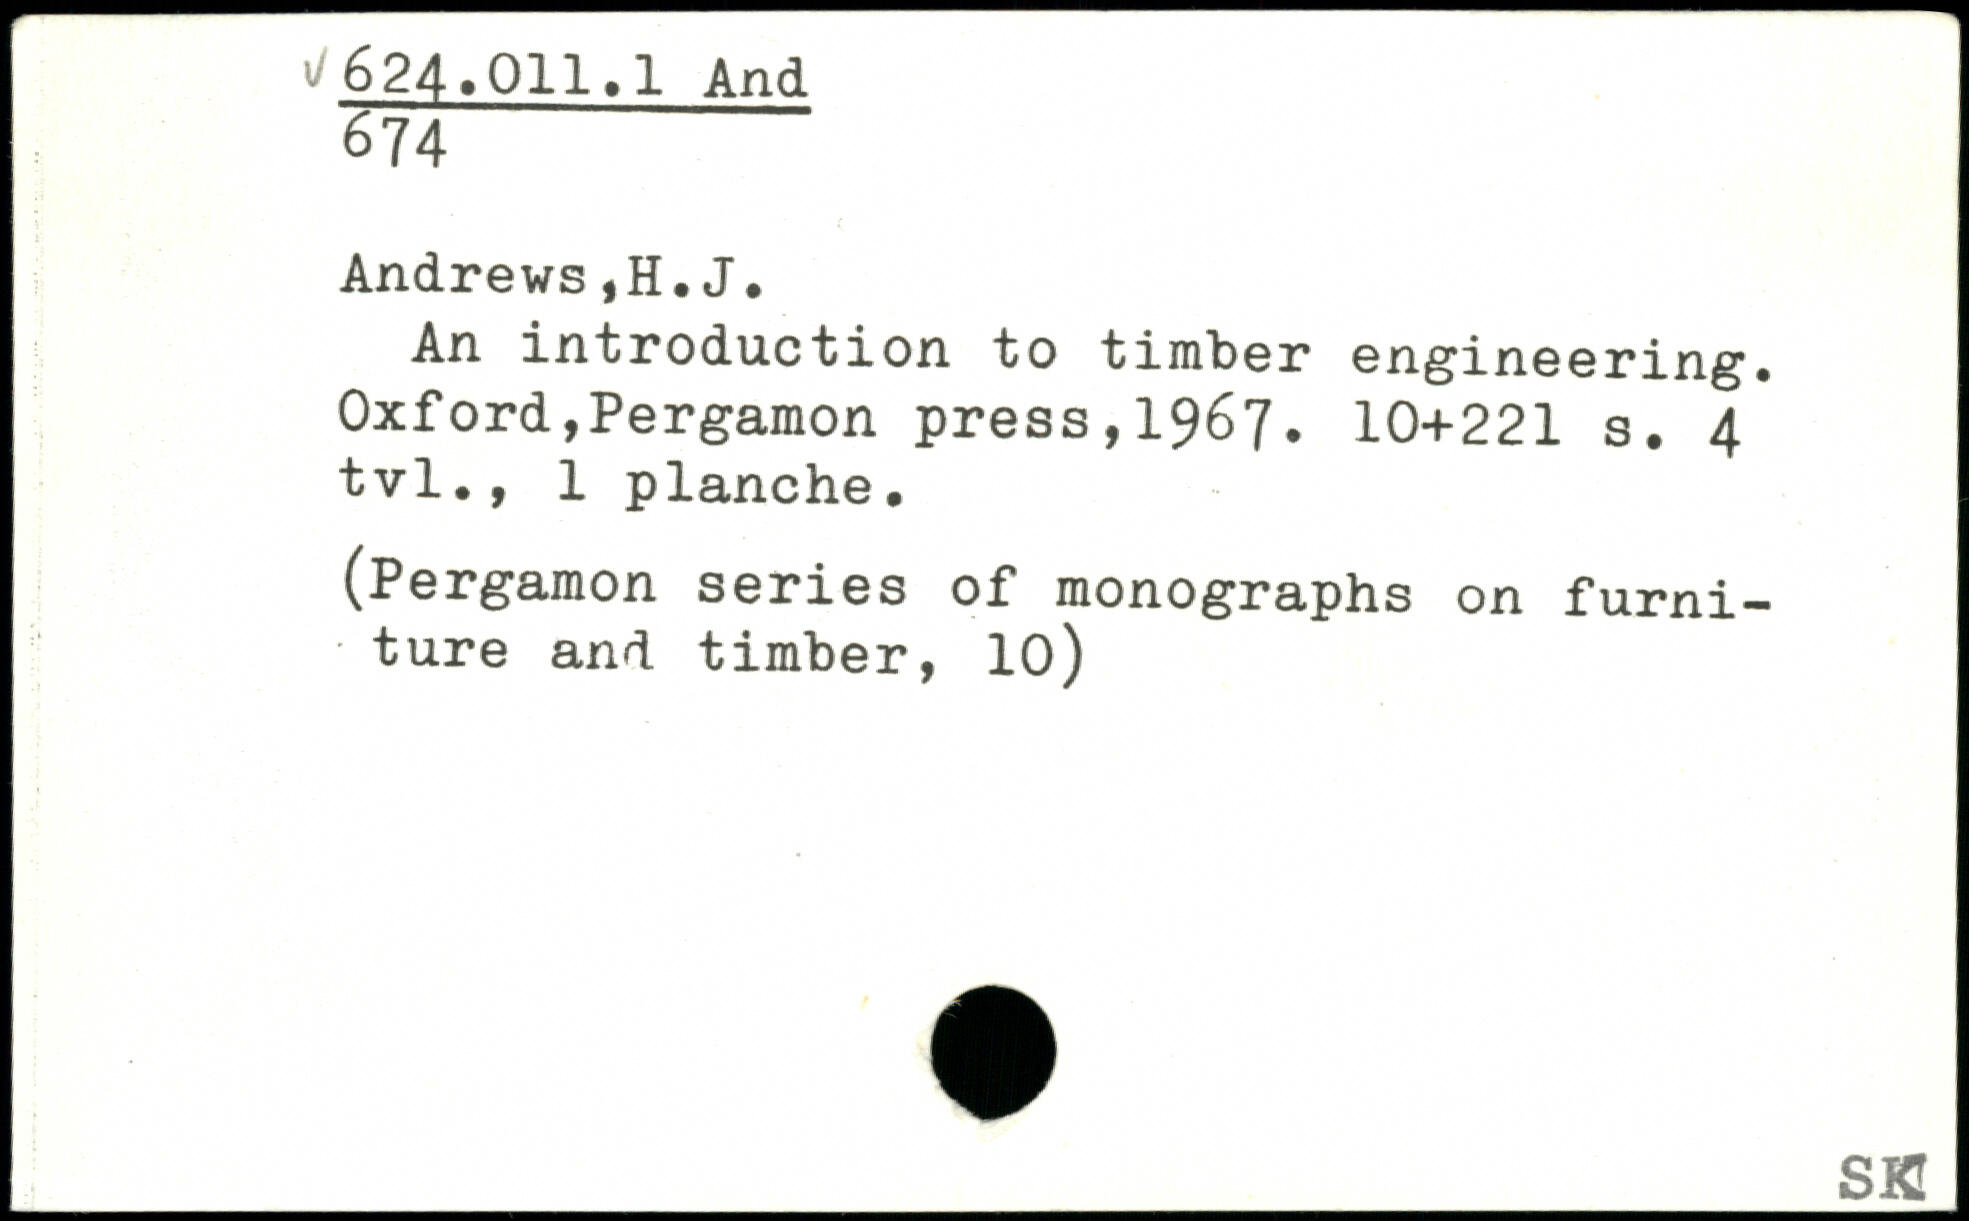 √ 624.011.1 And
674
Andrews,H.J.
An introduction to timber engineering.
Oxford,Pergamon press,1967. 10+221 s. 4
tvl., 1 planche.
(Pergamon series of monographs on furni-
ture and timber, 10)
SK